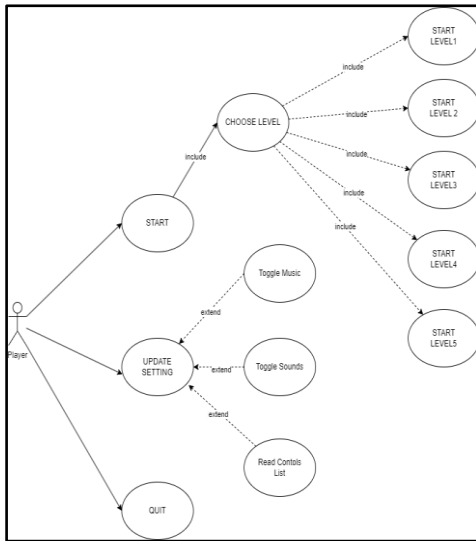 START
LEVEL1
include
CHOOSE LEVEL
include
START
LEVEL 2
include
include
START
LEVEL3
include
include
START
START
LEVEL4
Toggle Music
extend
START
LEVEL5
Player
UPDATE
SETTING
extend
Toggle Sounds
extend
Read Contols
List
QUIT